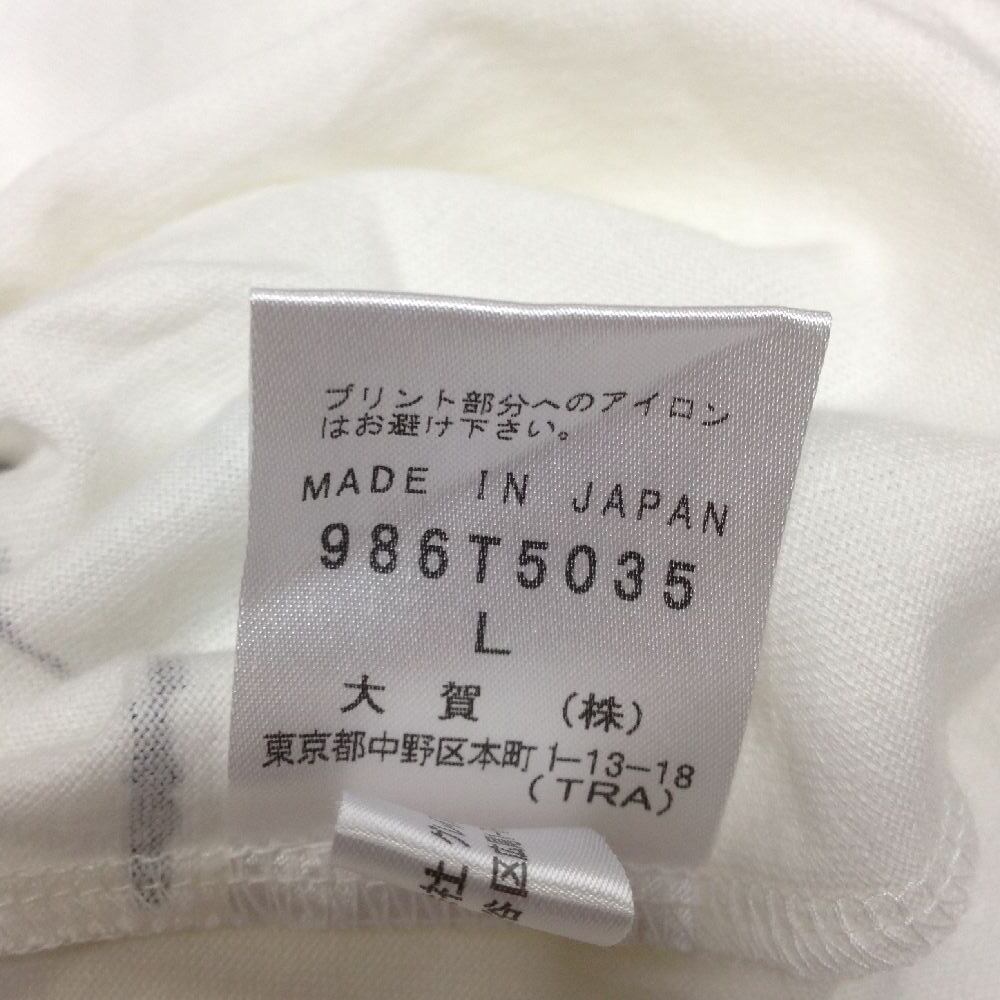 プリント部分へのアイロン
はお避け下さい。
MADE IN JAPAN
986T5035
L
大賀 (株)
東京都中野区本町1-13-18
(TRA)
社
区